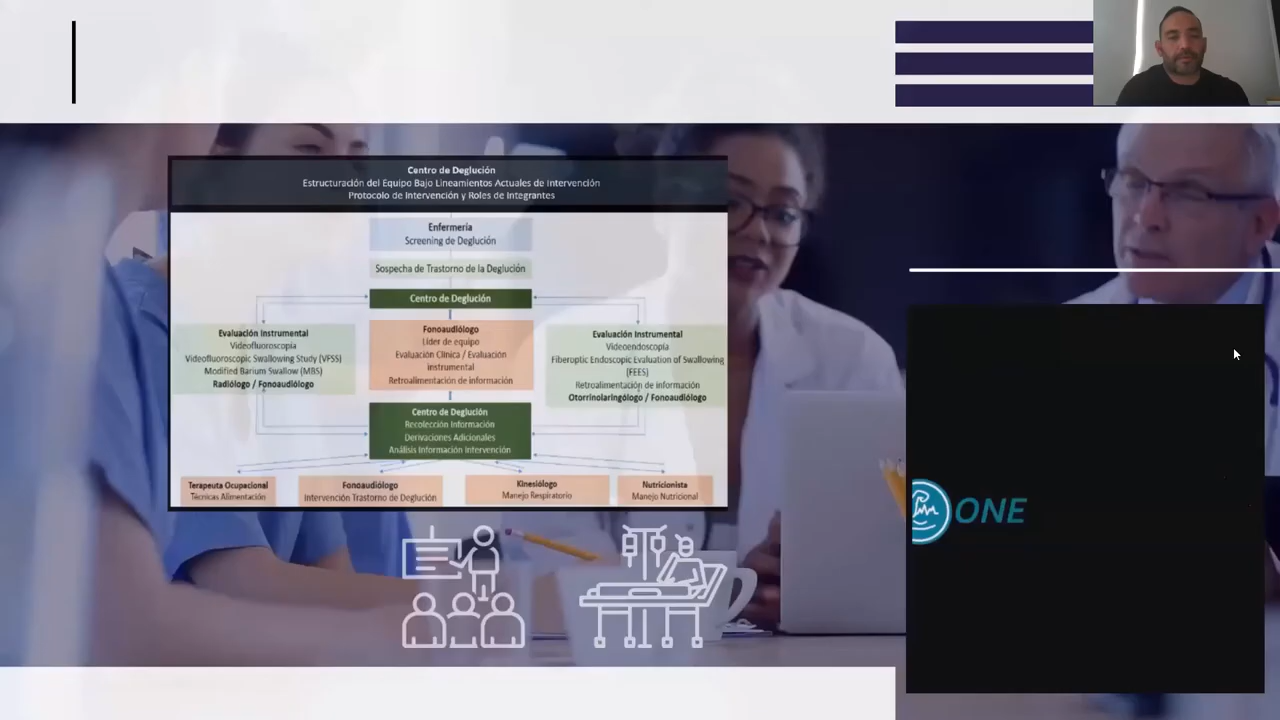 Centro de Deglución
Estructuración del Equipo Bajo Lineamientos Actuales de Intervención
Protocolo de Intervención y Roles de Integrantes
Enfermería
Screening de Deglución
Sospecha de Trastorno de la Deglución
Centro de Deglución
Evaluación Instrumental
Videofluroscopía
Videofluoroscopic Swallowing Study (VFSS)
Modified Barium Swallow (MBS)
Radiólogo / Fonoaudiólogo
Fonoaudiólogo
Líder de equipo
Evaluación Clínica / Evaluación
instrumental
Retroalimentación de información
Evaluación Instrumental
Videoendoscopía
Fiberoptic Endoscopic Evaluation of Swallowing
(FEES)
Retroalimentación de información
Otorrinolaringólogo / Fonoaudiólogo
Centro de Deglución
Recolección Información
Derivaciones Adicionales
Análisis Información Intervención
Terapeuta Ocupacional
Técnicas Alimentación
Fonoaudiólogo
Intervención Trastorno de Deglución
Kinesiólogo
Manejo Respiratorio
Nutricionista
Manejo Nutricional
ONE